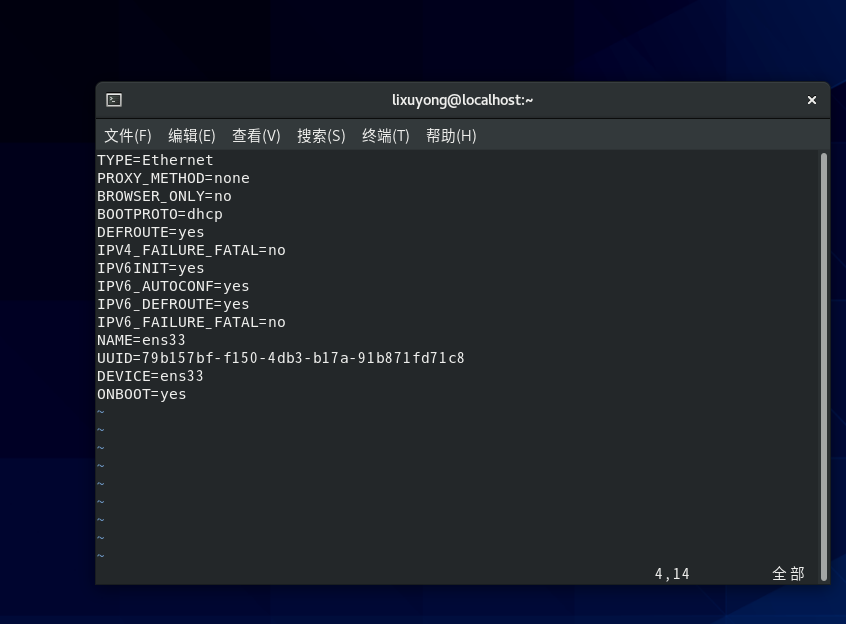 lixuyong@localhost:~
文件(F) 编辑(E) 查看(V) 搜索(S) 终端(T) 帮助(H)
TYPE=Ethernet
PROXY_METHOD=none
BROWSER_ONLY=no
BOOTPROTO=dhcp
DEFROUTE=yes
IPV4_FAILURE_FATAL=no
IPV6INIT=yes
IPV6_AUTOCONF=yes
IPV6_DEFROUTE=yes
IPV6_FAILURE_FATAL=no
NAME=ens33
UUID=79b157bf-f150-4db3-b17a-91b871fd71c8
DEVICE=ens33
ONBOOT=yes
~
~
~
~
~
~
~
~
~
4,14 全部